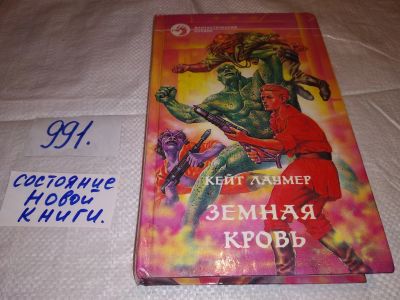 991.
СОСТОЯНИЕ
НОВОЙ
КНИГИ.
КЕЙТ ЛАУМЕР
ЗЕМНАЯ
КРОВЬ